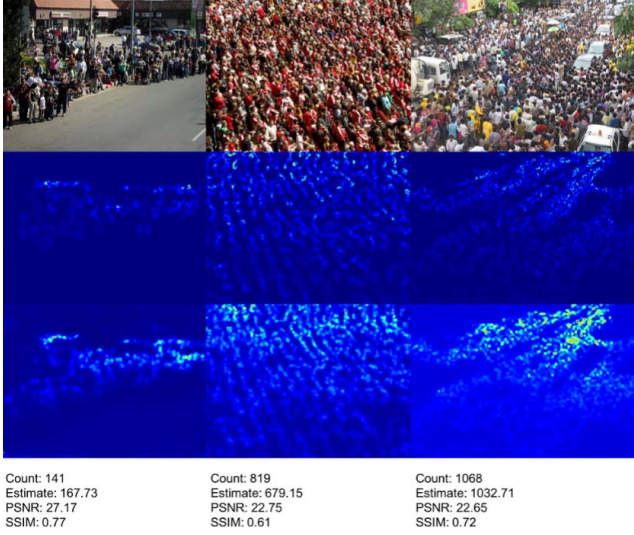 Count: 141
Estimate: 167.73
PSNR: 27.17
SSIM: 0.77
Count: 819
Estimate: 679.15
PSNR: 22.75
SSIM: 0.61
Count: 1068
Estimate: 1032.71
PSNR: 22.65
SSIM: 0.72